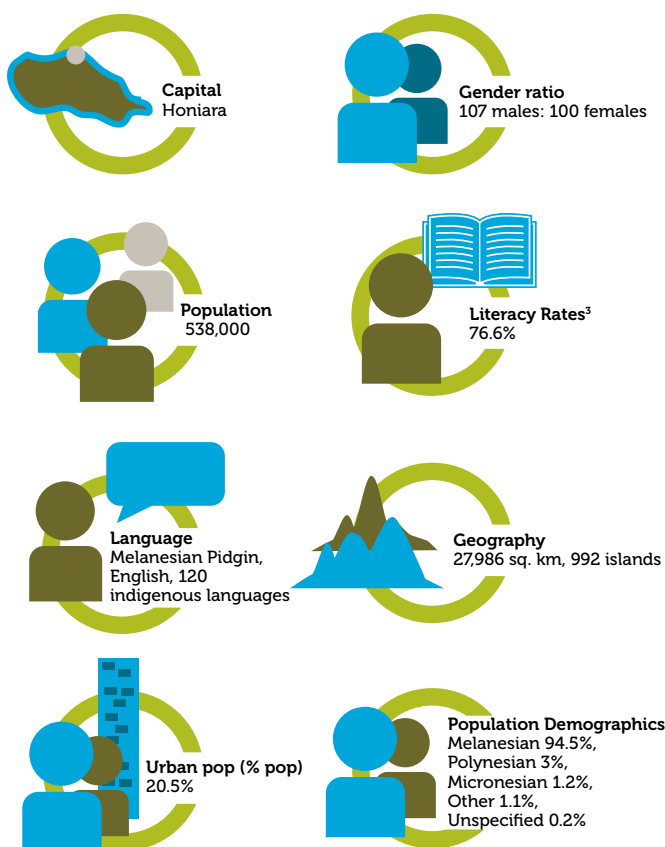 Capital
Honiara
Gender ratio
107 males: 100 females
Population
538,000
Literacy Rates³
76.6%
Language
Melanesian Pidgin,
English, 120
indigenous languages
Geography
27,986 sq. km, 992 islands
Urban pop (% pop)
20.5%
Population Demographics
Melanesian 94.5%,
Polynesian 3%,
Micronesian 1.2%,
Other 1.1%,
Unspecified 0.2%